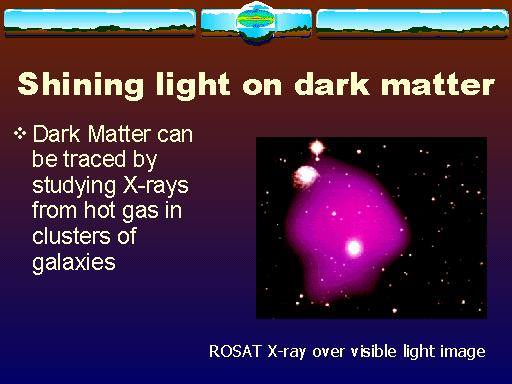 Shining light on dark matter
Dark Matter can
be traced by
studying X-rays
from hot gas in
clusters of
galaxies
ROSAT X-ray over visible light image